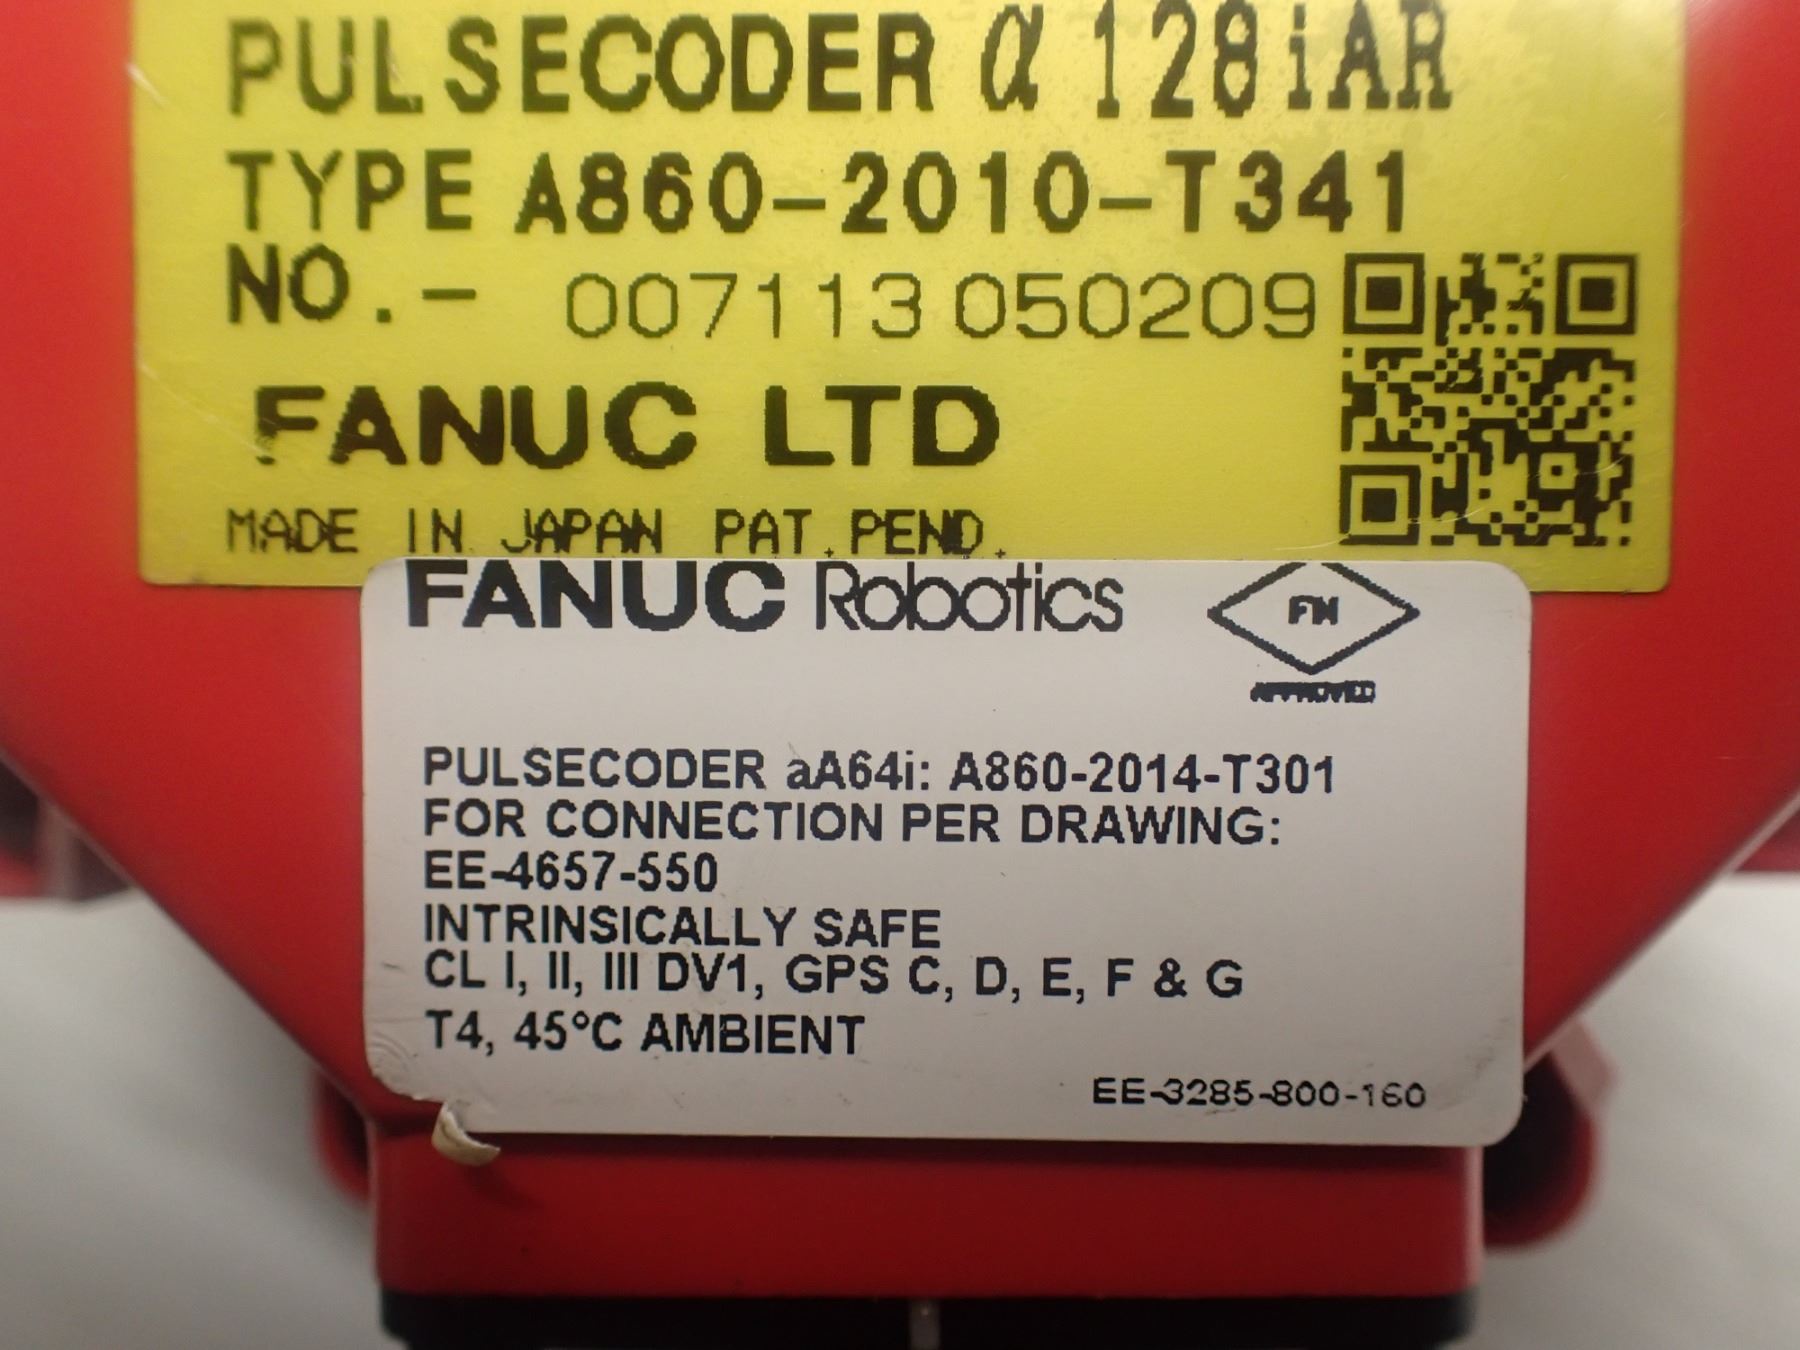 PULSECODER α128iAR
TYPE A860-2010-T341
NO.- 007113 050209
FANUC LTD
MADE IN JAPAN PAT. PEND.
FANUC Robotics
FM
APPROVED
PULSECODER aA64i: A860-2014-T301
FOR CONNECTION PER DRAWING:
EE-4657-550
INTRINSICALLY SAFE
CL I, II, III DV1, GPS C, D, E, F & G
T4, 45°C AMBIENT
EE-3285-800-160